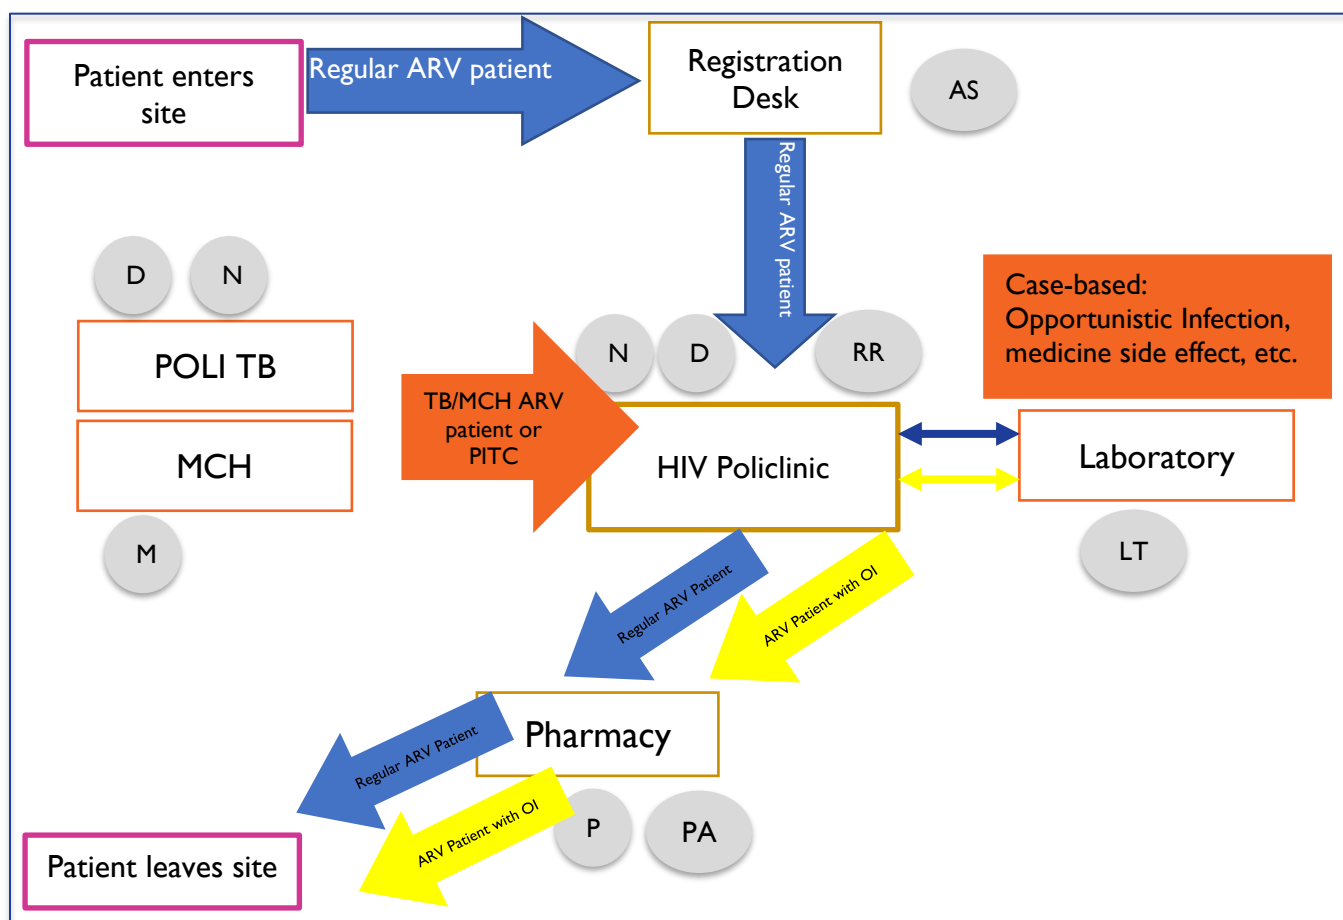 Patient enters
site
Regular ARV patient
Registration
Desk
AS
Regular ARV patient
D
N
POLI TB
MCH
M
TB/MCH ARV
patient or
PITC
N
D
RR
HIV Policlinic
Case-based:
Opportunistic Infection,
medicine side effect, etc.
Laboratory
LT
Regular ARV Patient
ARV Patient with OI
Pharmacy
Regular ARV Patient
ARV Patient with OI
P
PA
Patient leaves site